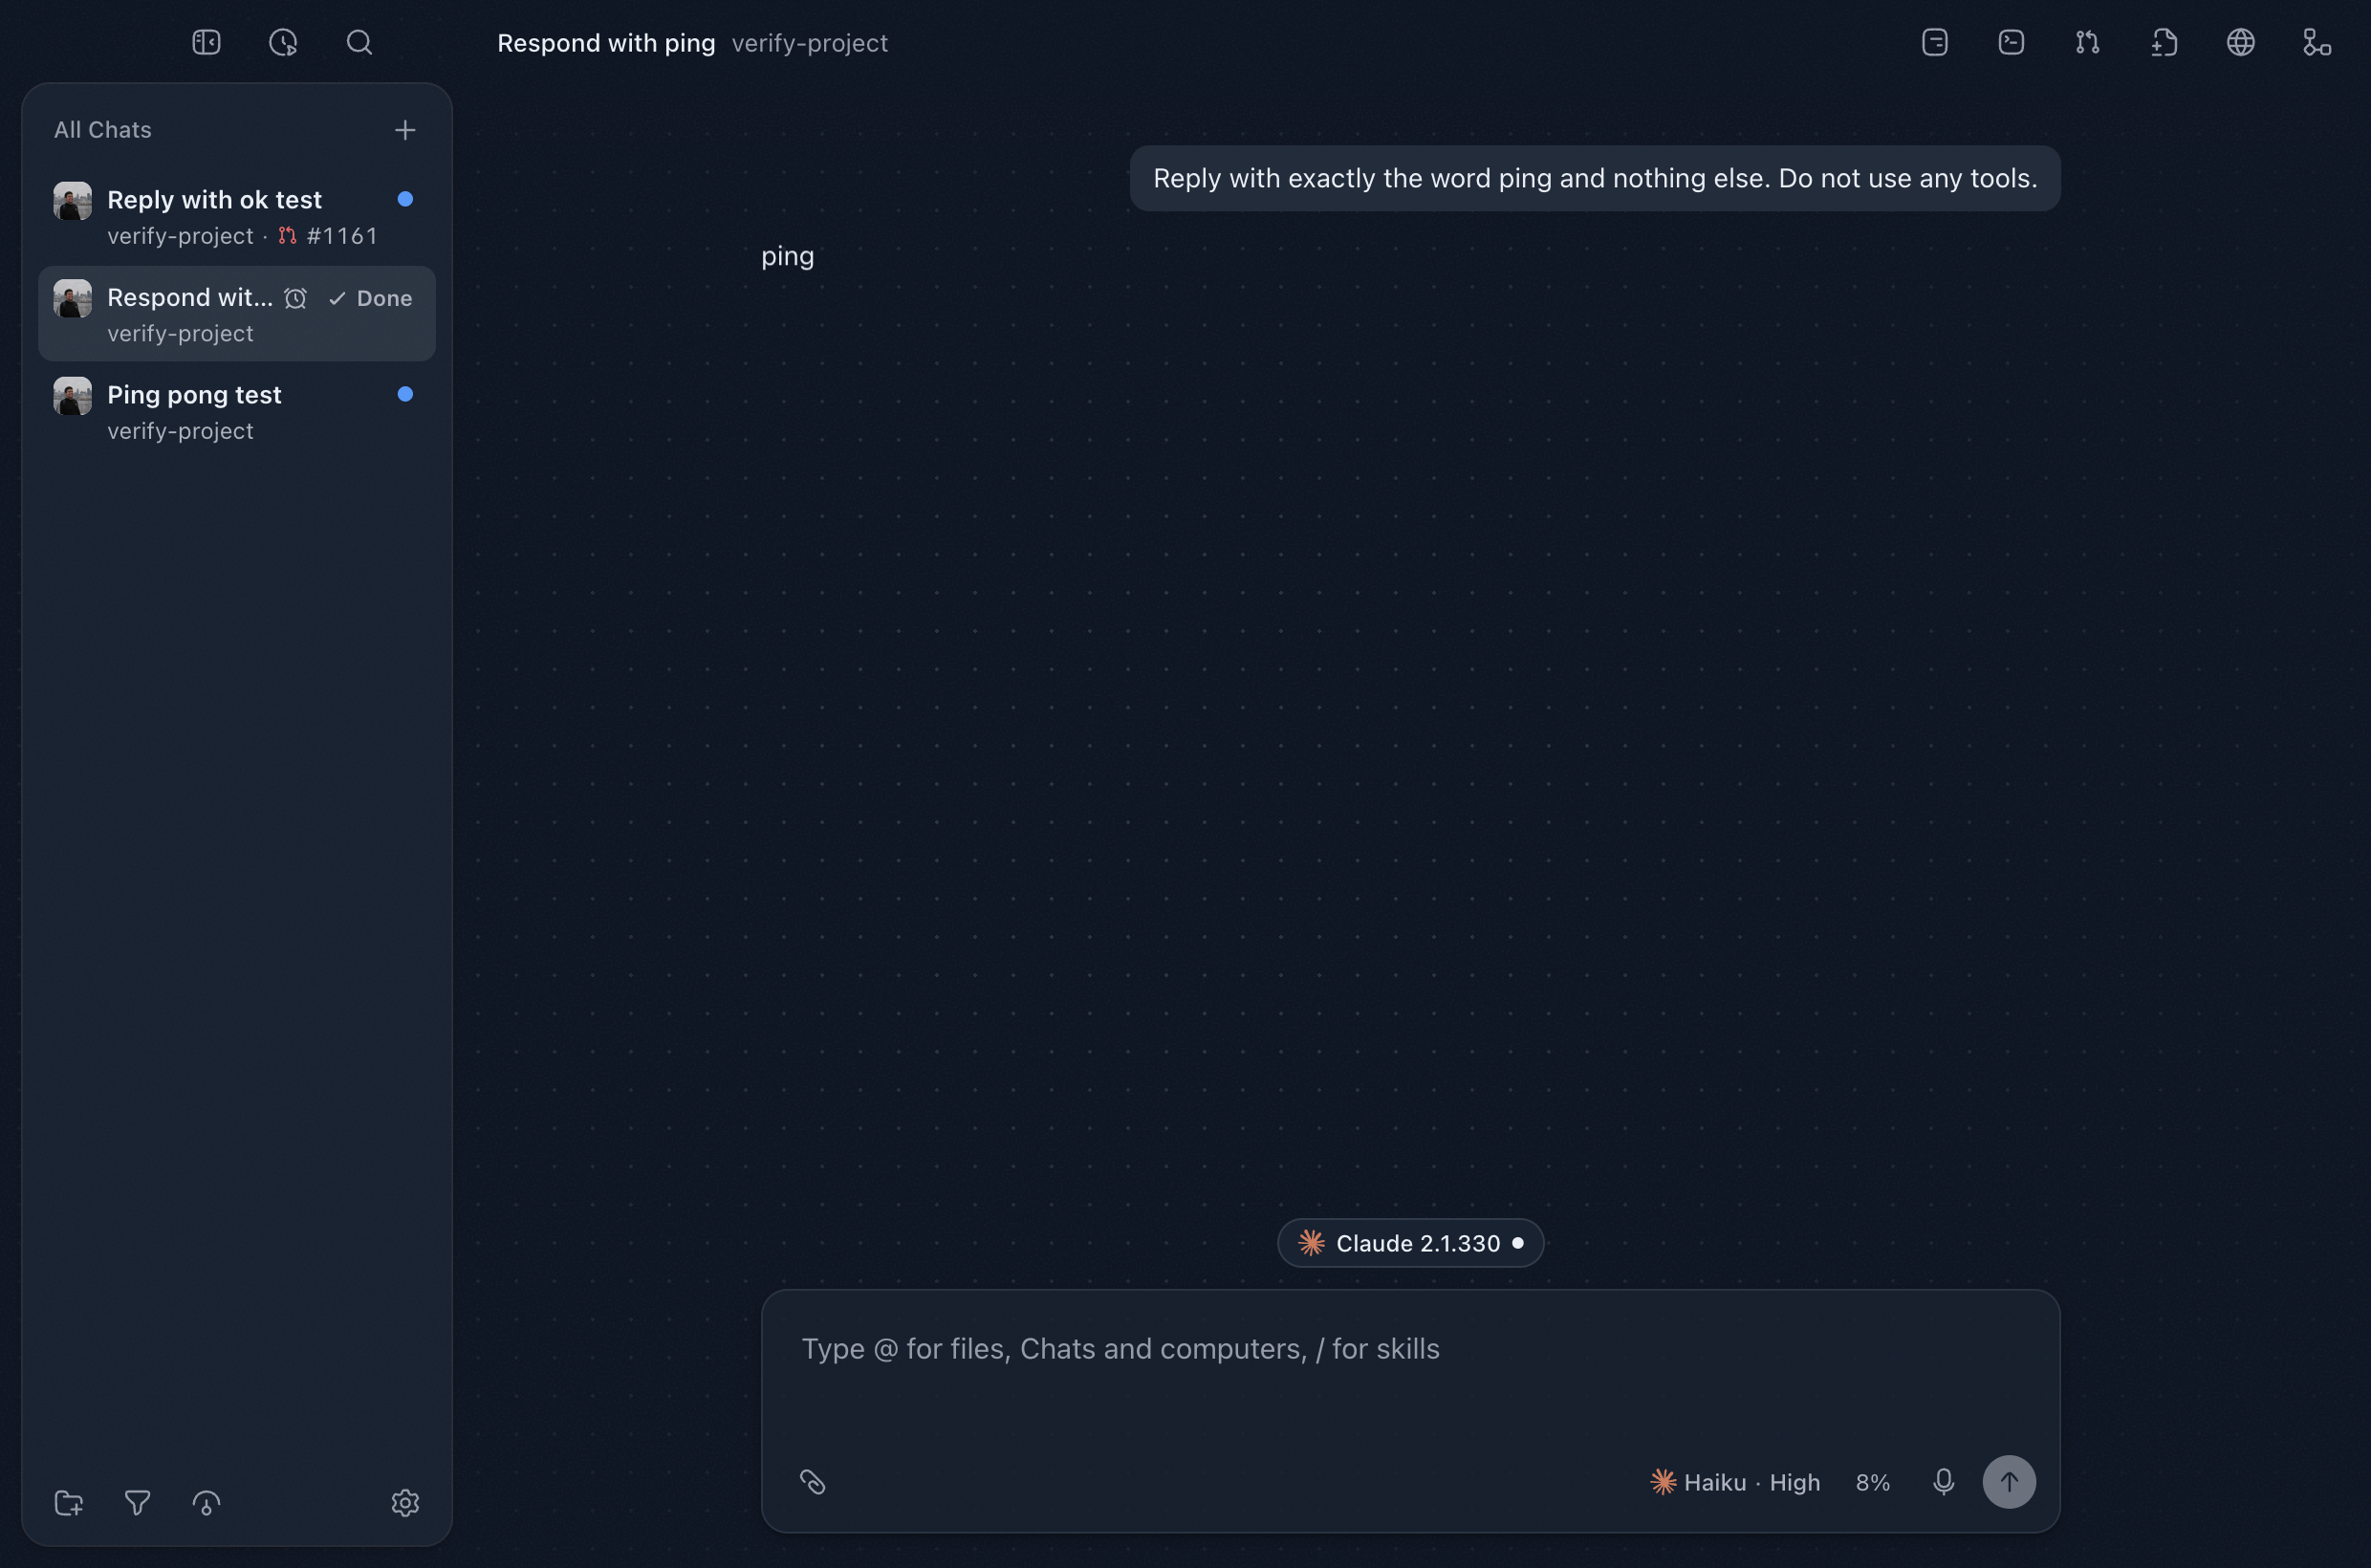 Respond with ping verify-project
All Chats
Reply with ok test
verify-project · #1161
Respond wit... Done
verify-project
Ping pong test
verify-project
Reply with exactly the word ping and nothing else. Do not use any tools.
ping
Claude 2.1.330
Type @ for files, Chats and computers, / for skills
Haiku · High 8%